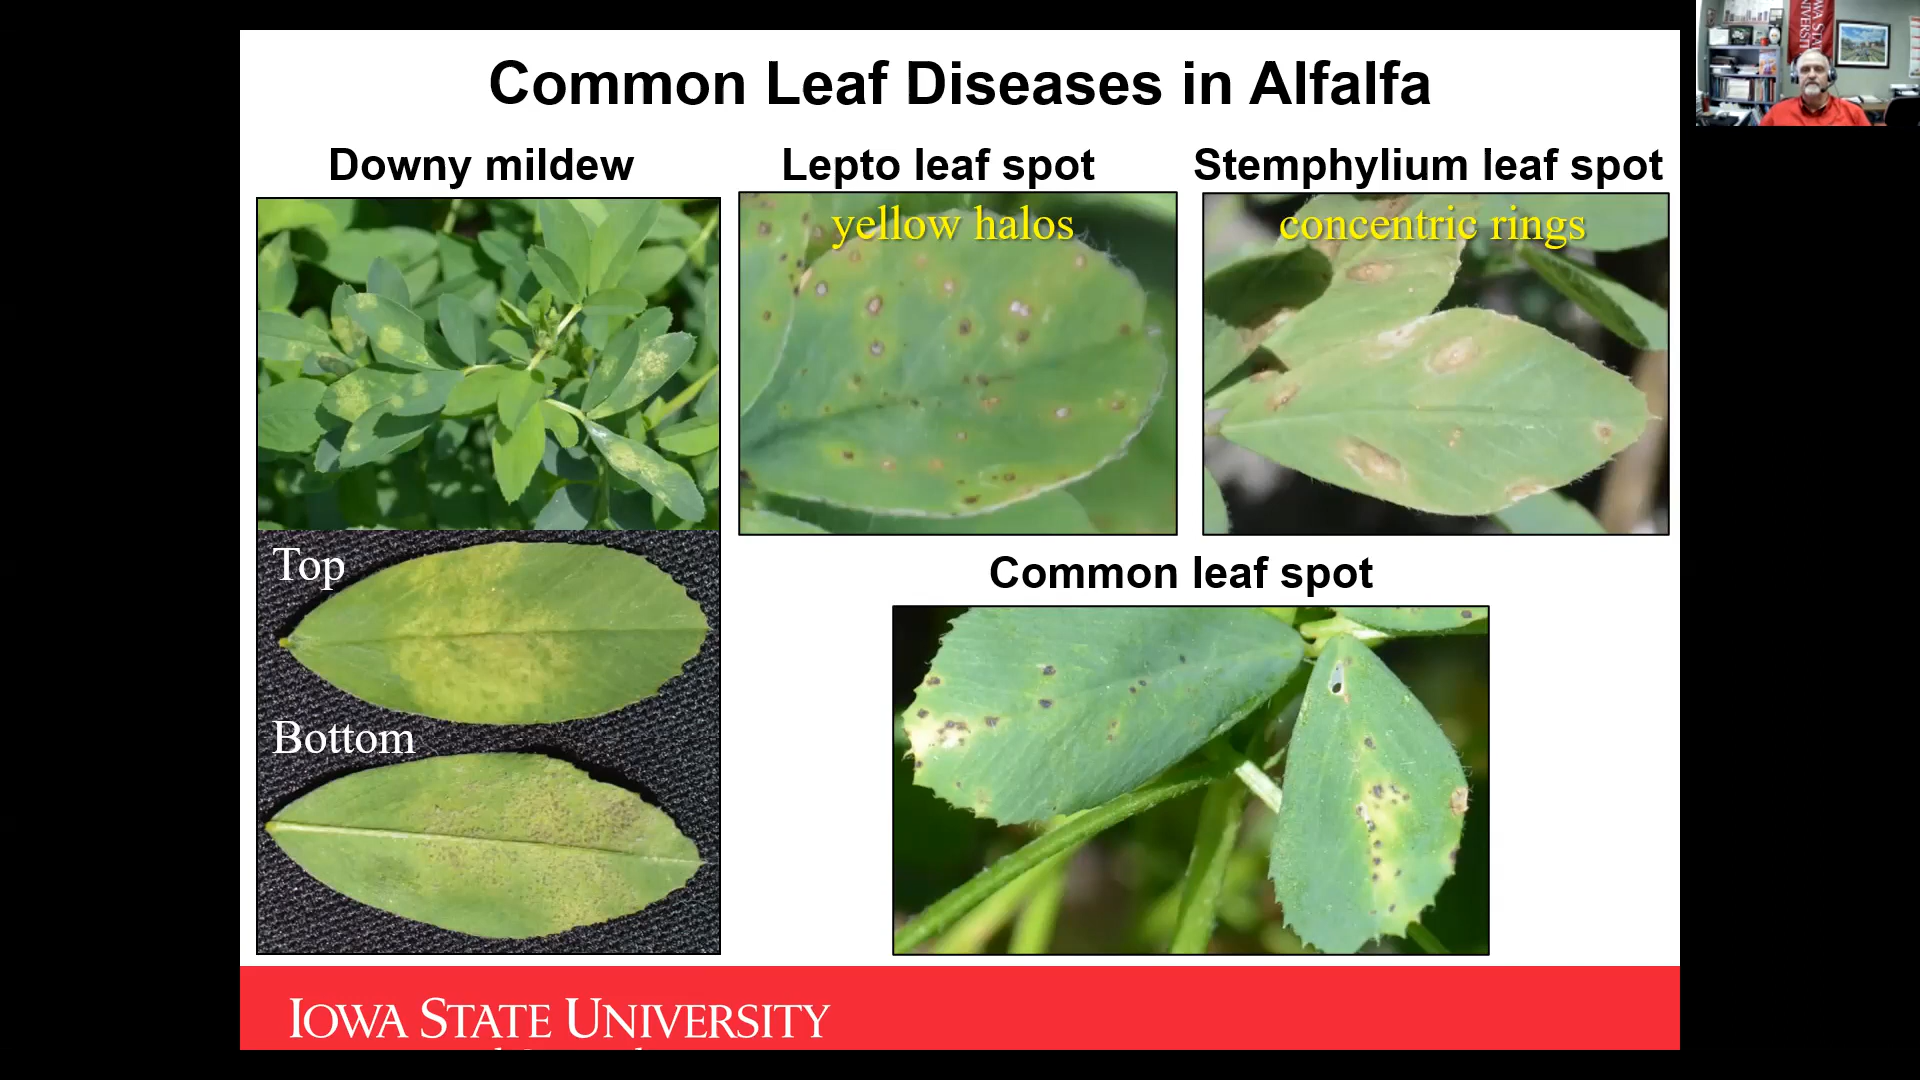 Common Leaf Diseases in Alfalfa
Downy mildew
Lepto leaf spot
Stemphylium leaf spot
yellow halos
concentric rings
Top
Bottom
Common leaf spot
IOWA STATE UNIVERSITY